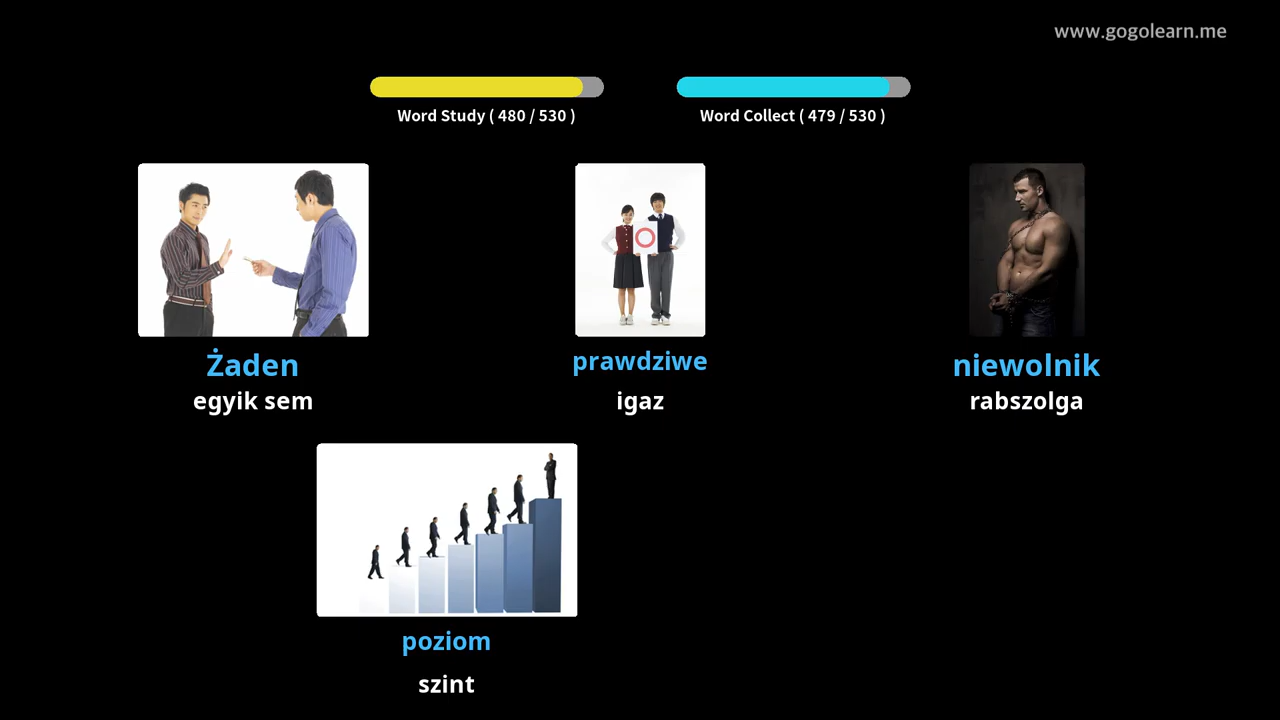 www.gogolearn.me
Word Study ( 480 / 530 )
Word Collect ( 479 / 530 )
Żaden
egyik sem
prawdziwe
igaz
niewolnik
rabszolga
poziom
szint